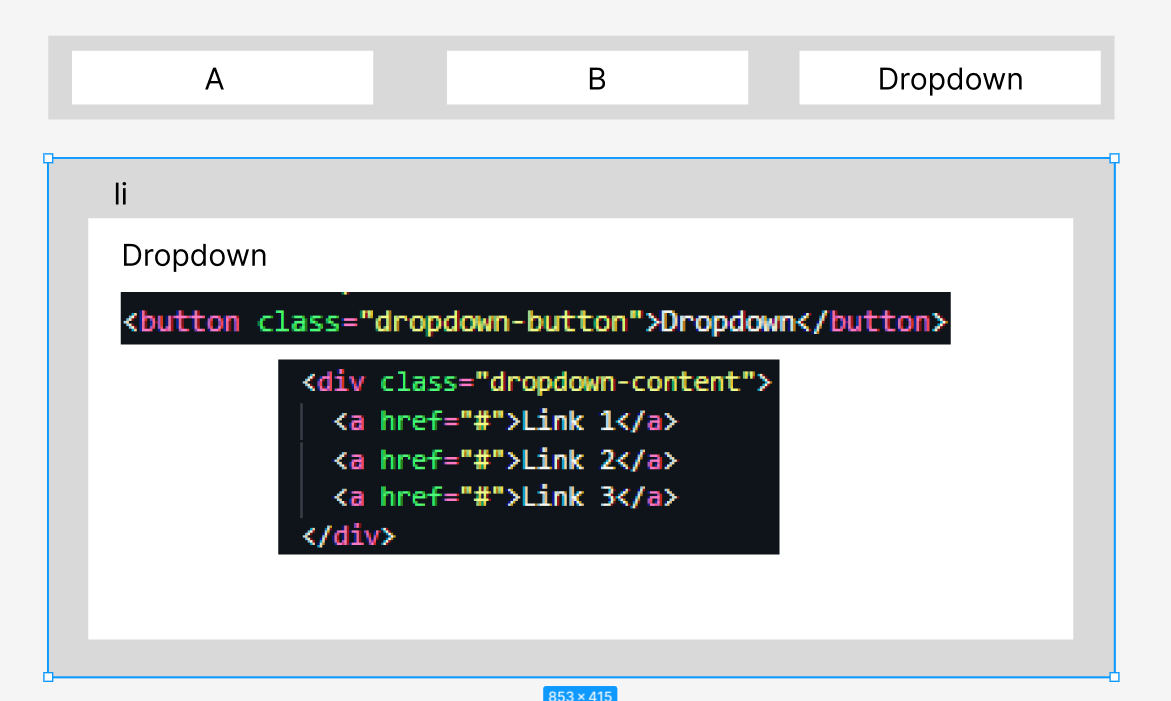 A B Dropdown
li
Dropdown
<button class="dropdown-button">Dropdown</button>
<div class="dropdown-content">
<a href="#">Link 1</a>
<a href="#">Link 2</a>
<a href="#">Link 3</a>
</div>
853 × 415